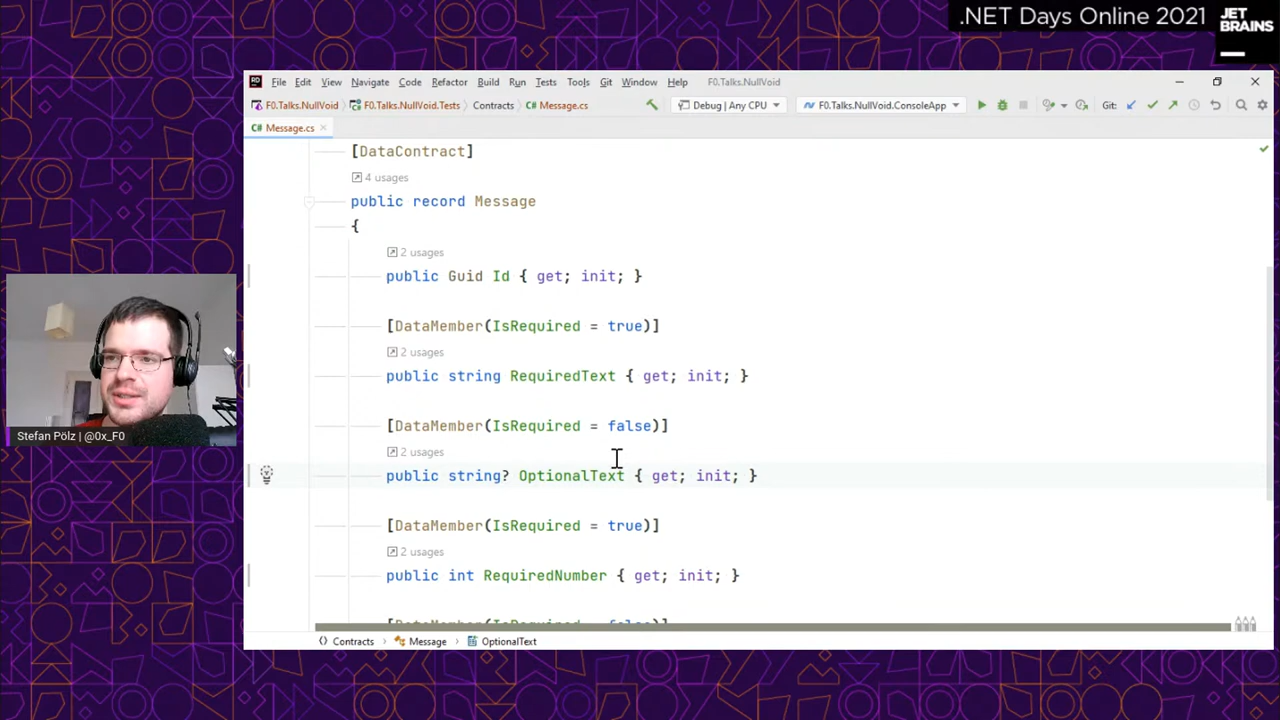 .NET Days Online 2021
JET
BRAINS
RD
File Edit View Navigate Code Refactor Build Run Tests Tools Git Window Help F0.Talks.NullVoid
F0.Talks.NullVoid F0.Talks.NullVoid.Tests Contracts C# Message.cs Debug | Any CPU F0.Talks.NullVoid.ConsoleApp Git:
C# Message.cs
[DataContract]
4 usages
public record Message
{
2 usages
public Guid Id { get; init; }
[DataMember(IsRequired = true)]
2 usages
public string RequiredText { get; init; }
[DataMember(IsRequired = false)]
2 usages
public string? OptionalText { get; init; }
[DataMember(IsRequired = true)]
2 usages
public int RequiredNumber { get; init; }
[DataMember(IsRequired = false)]
Contracts Message OptionalText
Stefan Pölz | @0x_F0